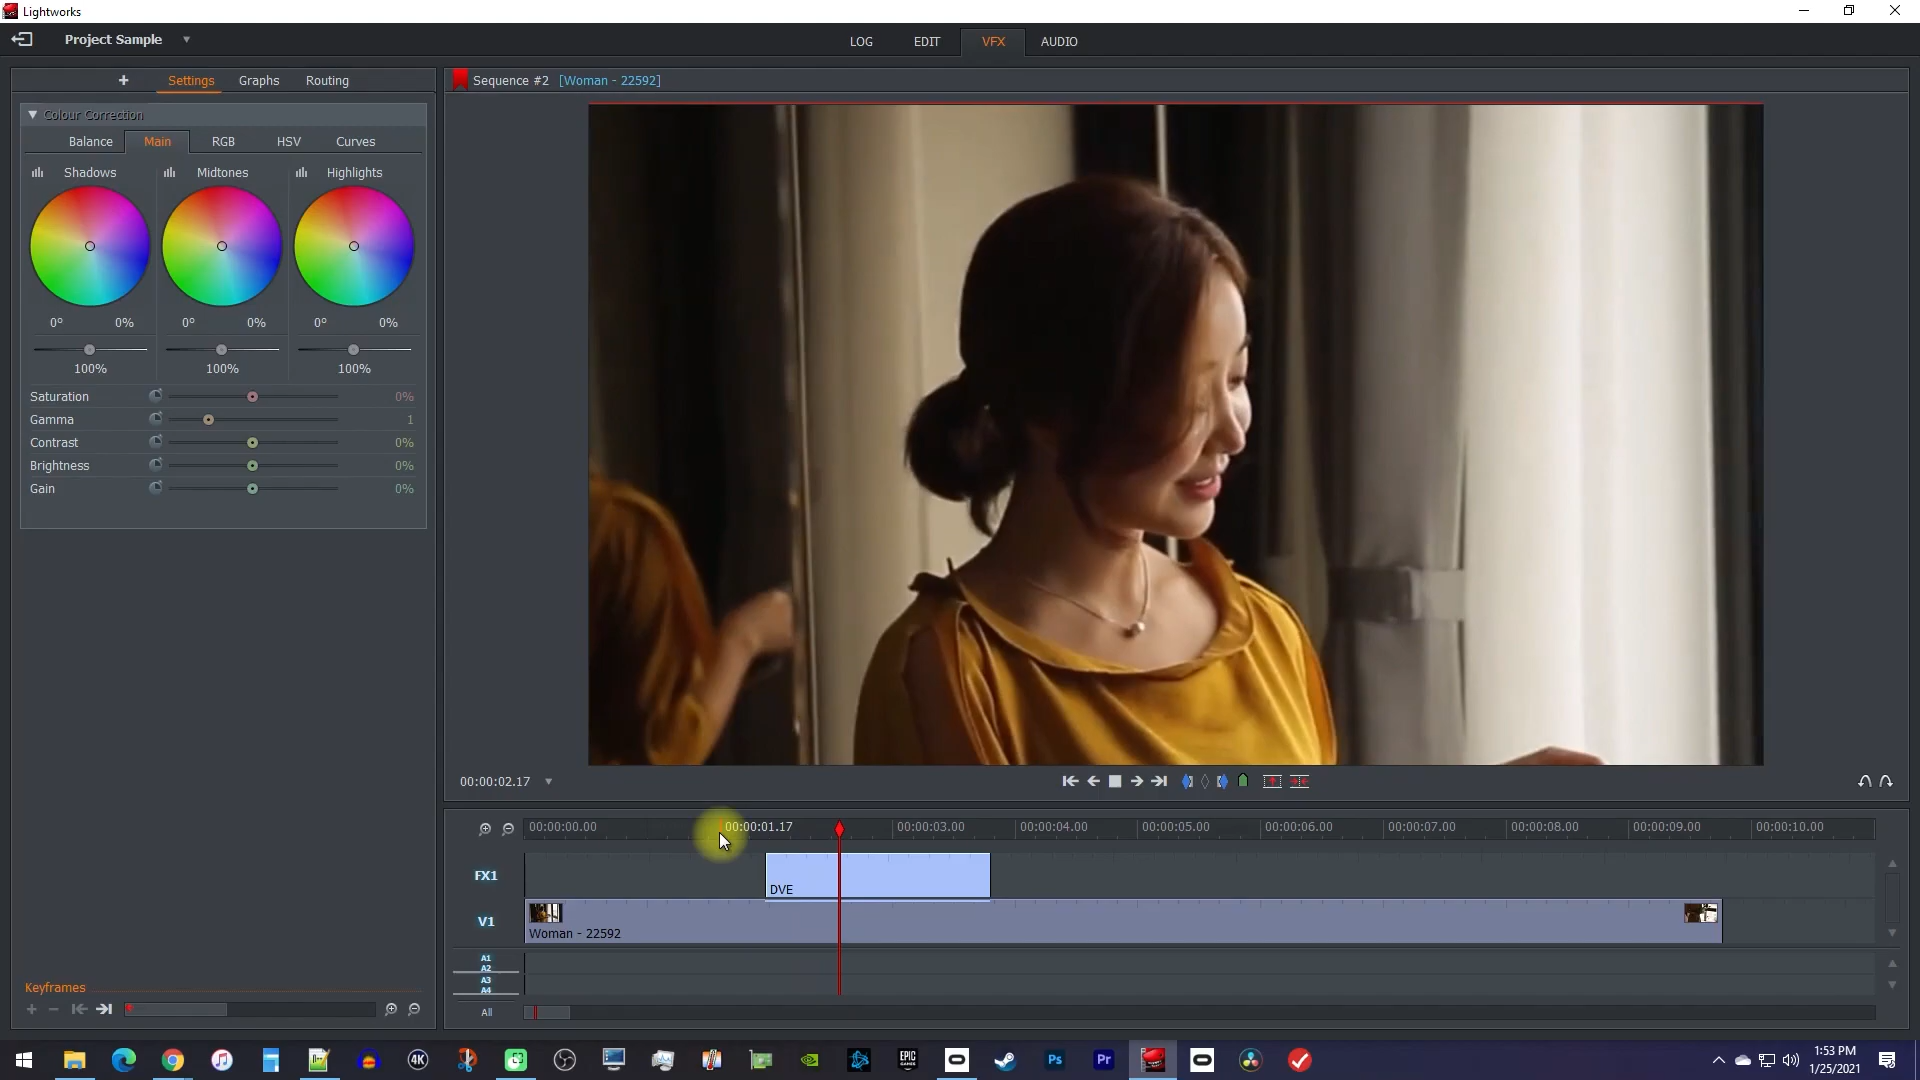 Lightworks
Project Sample
LOG EDIT VFX AUDIO
+ Settings Graphs Routing
Sequence #2 [Woman - 22592]
Colour Correction
Balance Main RGB HSV Curves
Shadows Midtones Highlights
0° 0% 0° 0% 0° 0%
100% 100% 100%
Saturation 0%
Gamma 1
Contrast 0%
Brightness 0%
Gain 0%
00:00:02.17
00:00:00.00 00:00:01.17 00:00:03.00 00:00:04.00 00:00:05.00 00:00:06.00 00:00:07.00 00:00:08.00 00:00:09.00 00:00:10.00
FX1
DVE
V1
Woman - 22592
A1
A2
A3
A4
All
Keyframes
4K
EPIC
GAMES
Ps
Pr
1:53 PM
1/25/2021